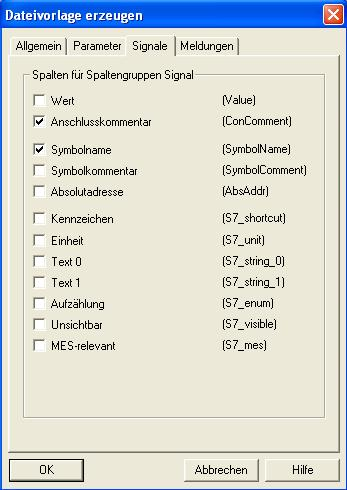 Dateivorlage erzeugen
Allgemein Parameter Signale Meldungen
Spalten für Spaltengruppen Signal
Wert (Value)
Anschlusskommentar (ConComment)
Symbolname (SymbolName)
Symbolkommentar (SymbolComment)
Absolutadresse (AbsAddr)
Kennzeichen (S7_shortcut)
Einheit (S7_unit)
Text 0 (S7_string_0)
Text 1 (S7_string_1)
Aufzählung (S7_enum)
Unsichtbar (S7_visible)
MES-relevant (S7_mes)
OK Abbrechen Hilfe